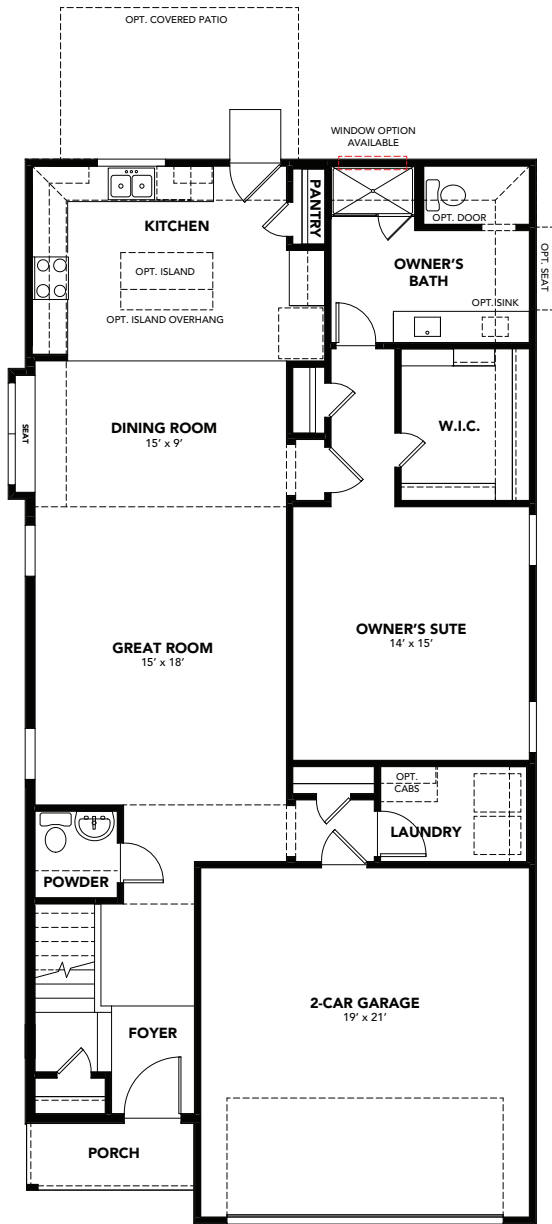 OPT. COVERED PATIO
WINDOW OPTION
AVAILABLE
PANTRY
KITCHEN
OPT. DOOR
OPT. SEAT
OWNER'S
BATH
OPT. ISLAND
OPT.SINK
OPT. ISLAND OVERHANG
SEAT
DINING ROOM
15' x 9'
W.I.C.
OWNER'S SUTE
14' x 15'
GREAT ROOM
15' x 18'
OPT.
CABS
LAUNDRY
POWDER
2-CAR GARAGE
19' x 21'
FOYER
PORCH